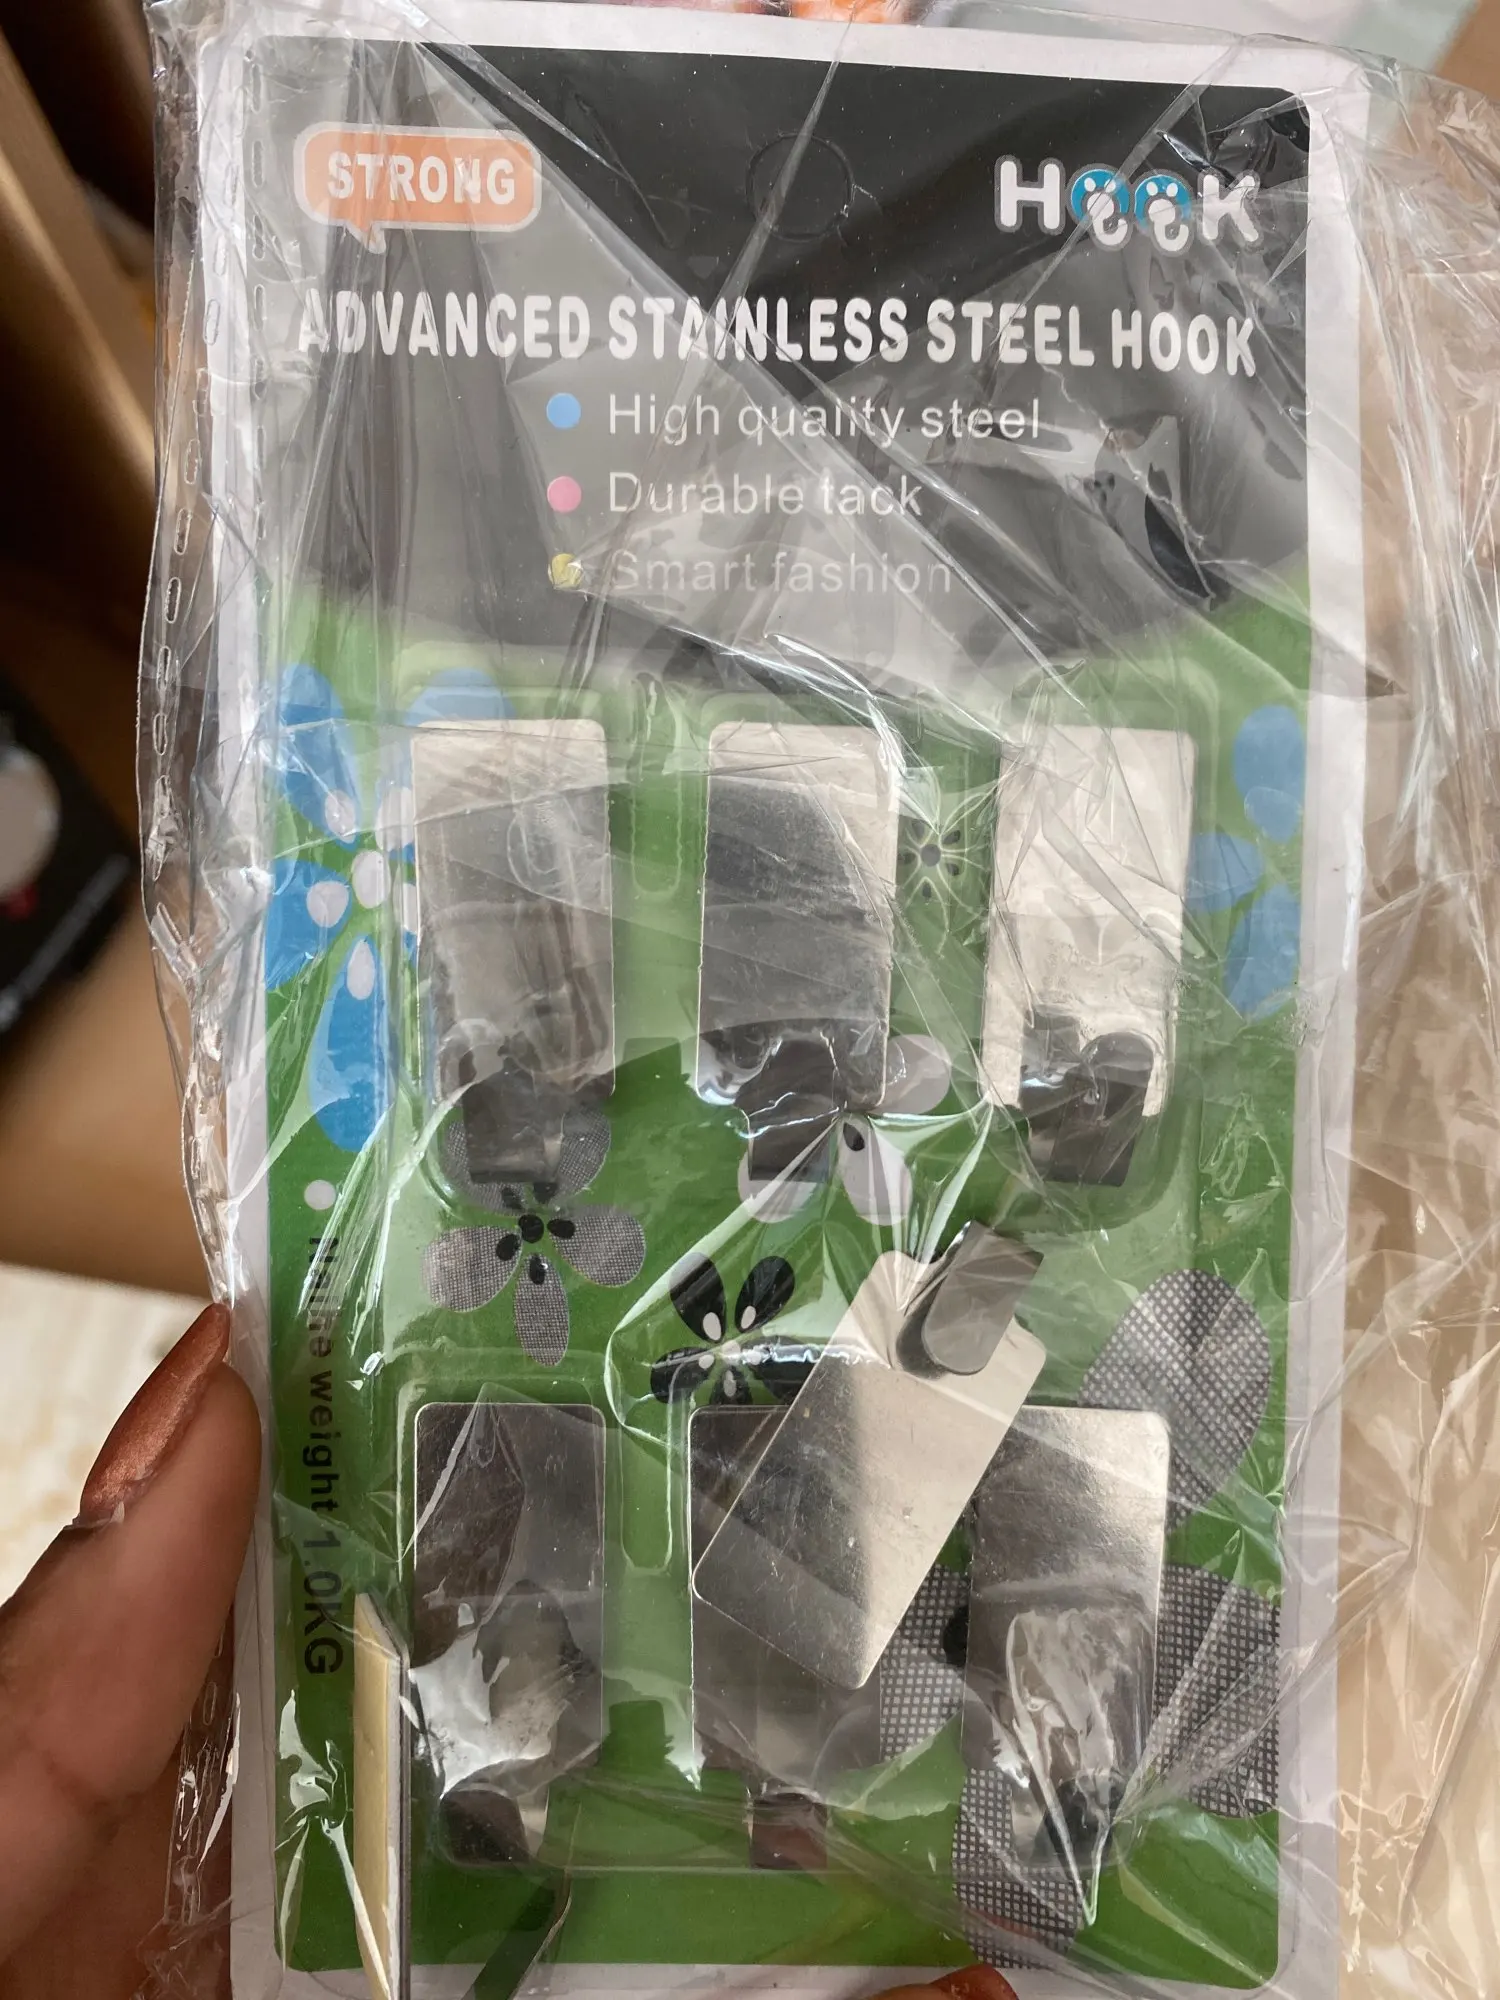 STRONG
HOOK
ADVANCED STAINLESS STEEL HOOK
High quality steel
Durable tack
Smart fashion
weight 1.0KG